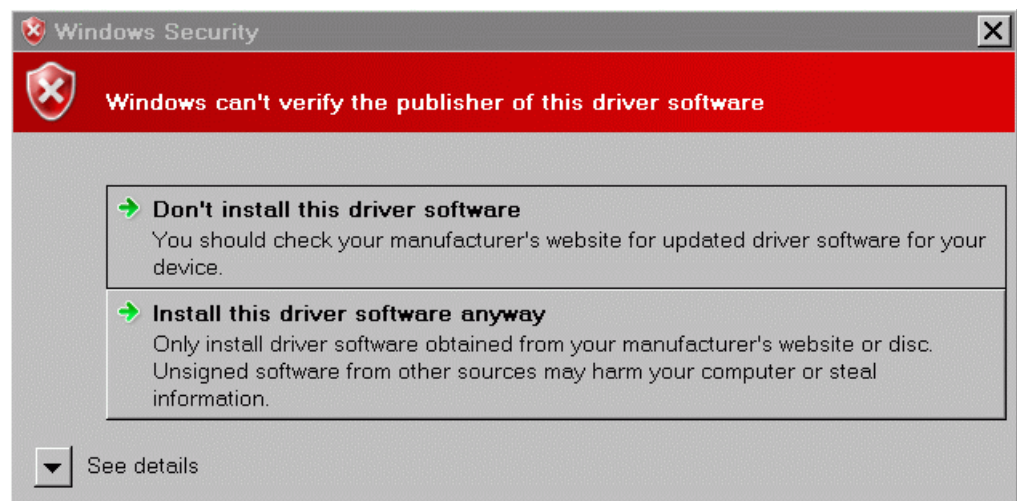 Windows Security
Windows can't verify the publisher of this driver software
Don't install this driver software
You should check your manufacturer's website for updated driver software for your
device.
Install this driver software anyway
Only install driver software obtained from your manufacturer's website or disc.
Unsigned software from other sources may harm your computer or steal
information.
See details